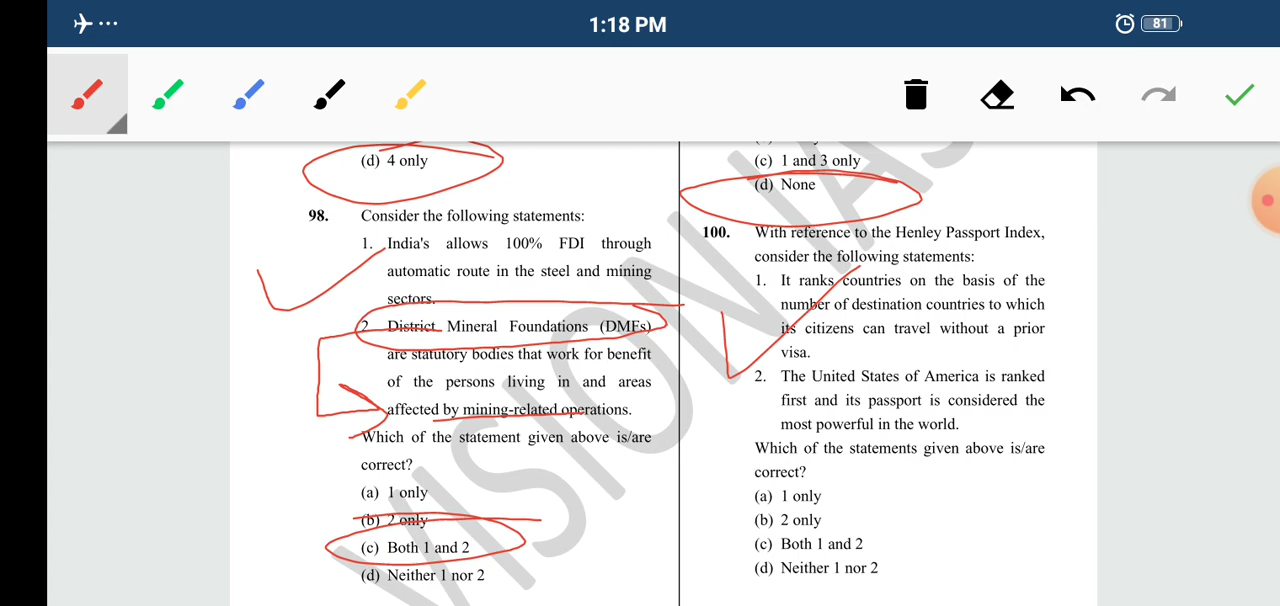 1:18 PM
81
(d) 4 only
98. Consider the following statements:
1. India's allows 100% FDI through
automatic route in the steel and mining
sectors.
2. District Mineral Foundations (DMFs)
are statutory bodies that work for benefit
of the persons living in and areas
affected by mining-related operations.
Which of the statement given above is/are
correct?
(a) 1 only
(b) 2 only
(c) Both 1 and 2
(d) Neither 1 nor 2
(c) 1 and 3 only
(d) None
100. With reference to the Henley Passport Index,
consider the following statements:
1. It ranks countries on the basis of the
number of destination countries to which
its citizens can travel without a prior
visa.
2. The United States of America is ranked
first and its passport is considered the
most powerful in the world.
Which of the statements given above is/are
correct?
(a) 1 only
(b) 2 only
(c) Both 1 and 2
(d) Neither 1 nor 2
VISION IAS